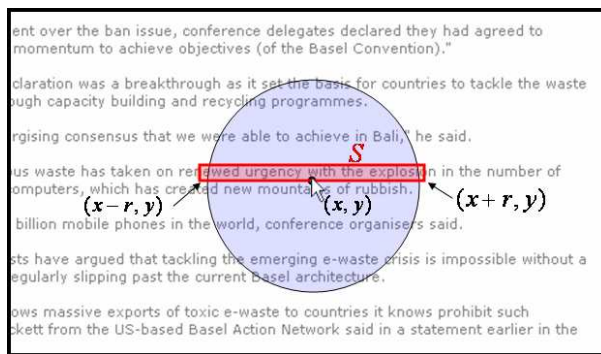 ent over the ban issue, conference delegates declared they had agreed to
momentum to achieve objectives (of the Basel Convention)."
claration was a breakthrough as it set the basis for countries to tackle the waste
ough capacity building and recycling programmes.
rgising consensus that we were able to achieve in Bali," he said.
S
us waste has taken on renewed urgency with the explosion in the number of
omputers, which has created new mountains of rubbish.
(x − r, y) (x, y) (x + r, y)
billion mobile phones in the world, conference organisers said.
sts have argued that tackling the emerging e-waste crisis is impossible without a
egularly slipping past the current Basel architecture.
ows massive exports of toxic e-waste to countries it knows prohibit such
ckett from the US-based Basel Action Network said in a statement earlier in the